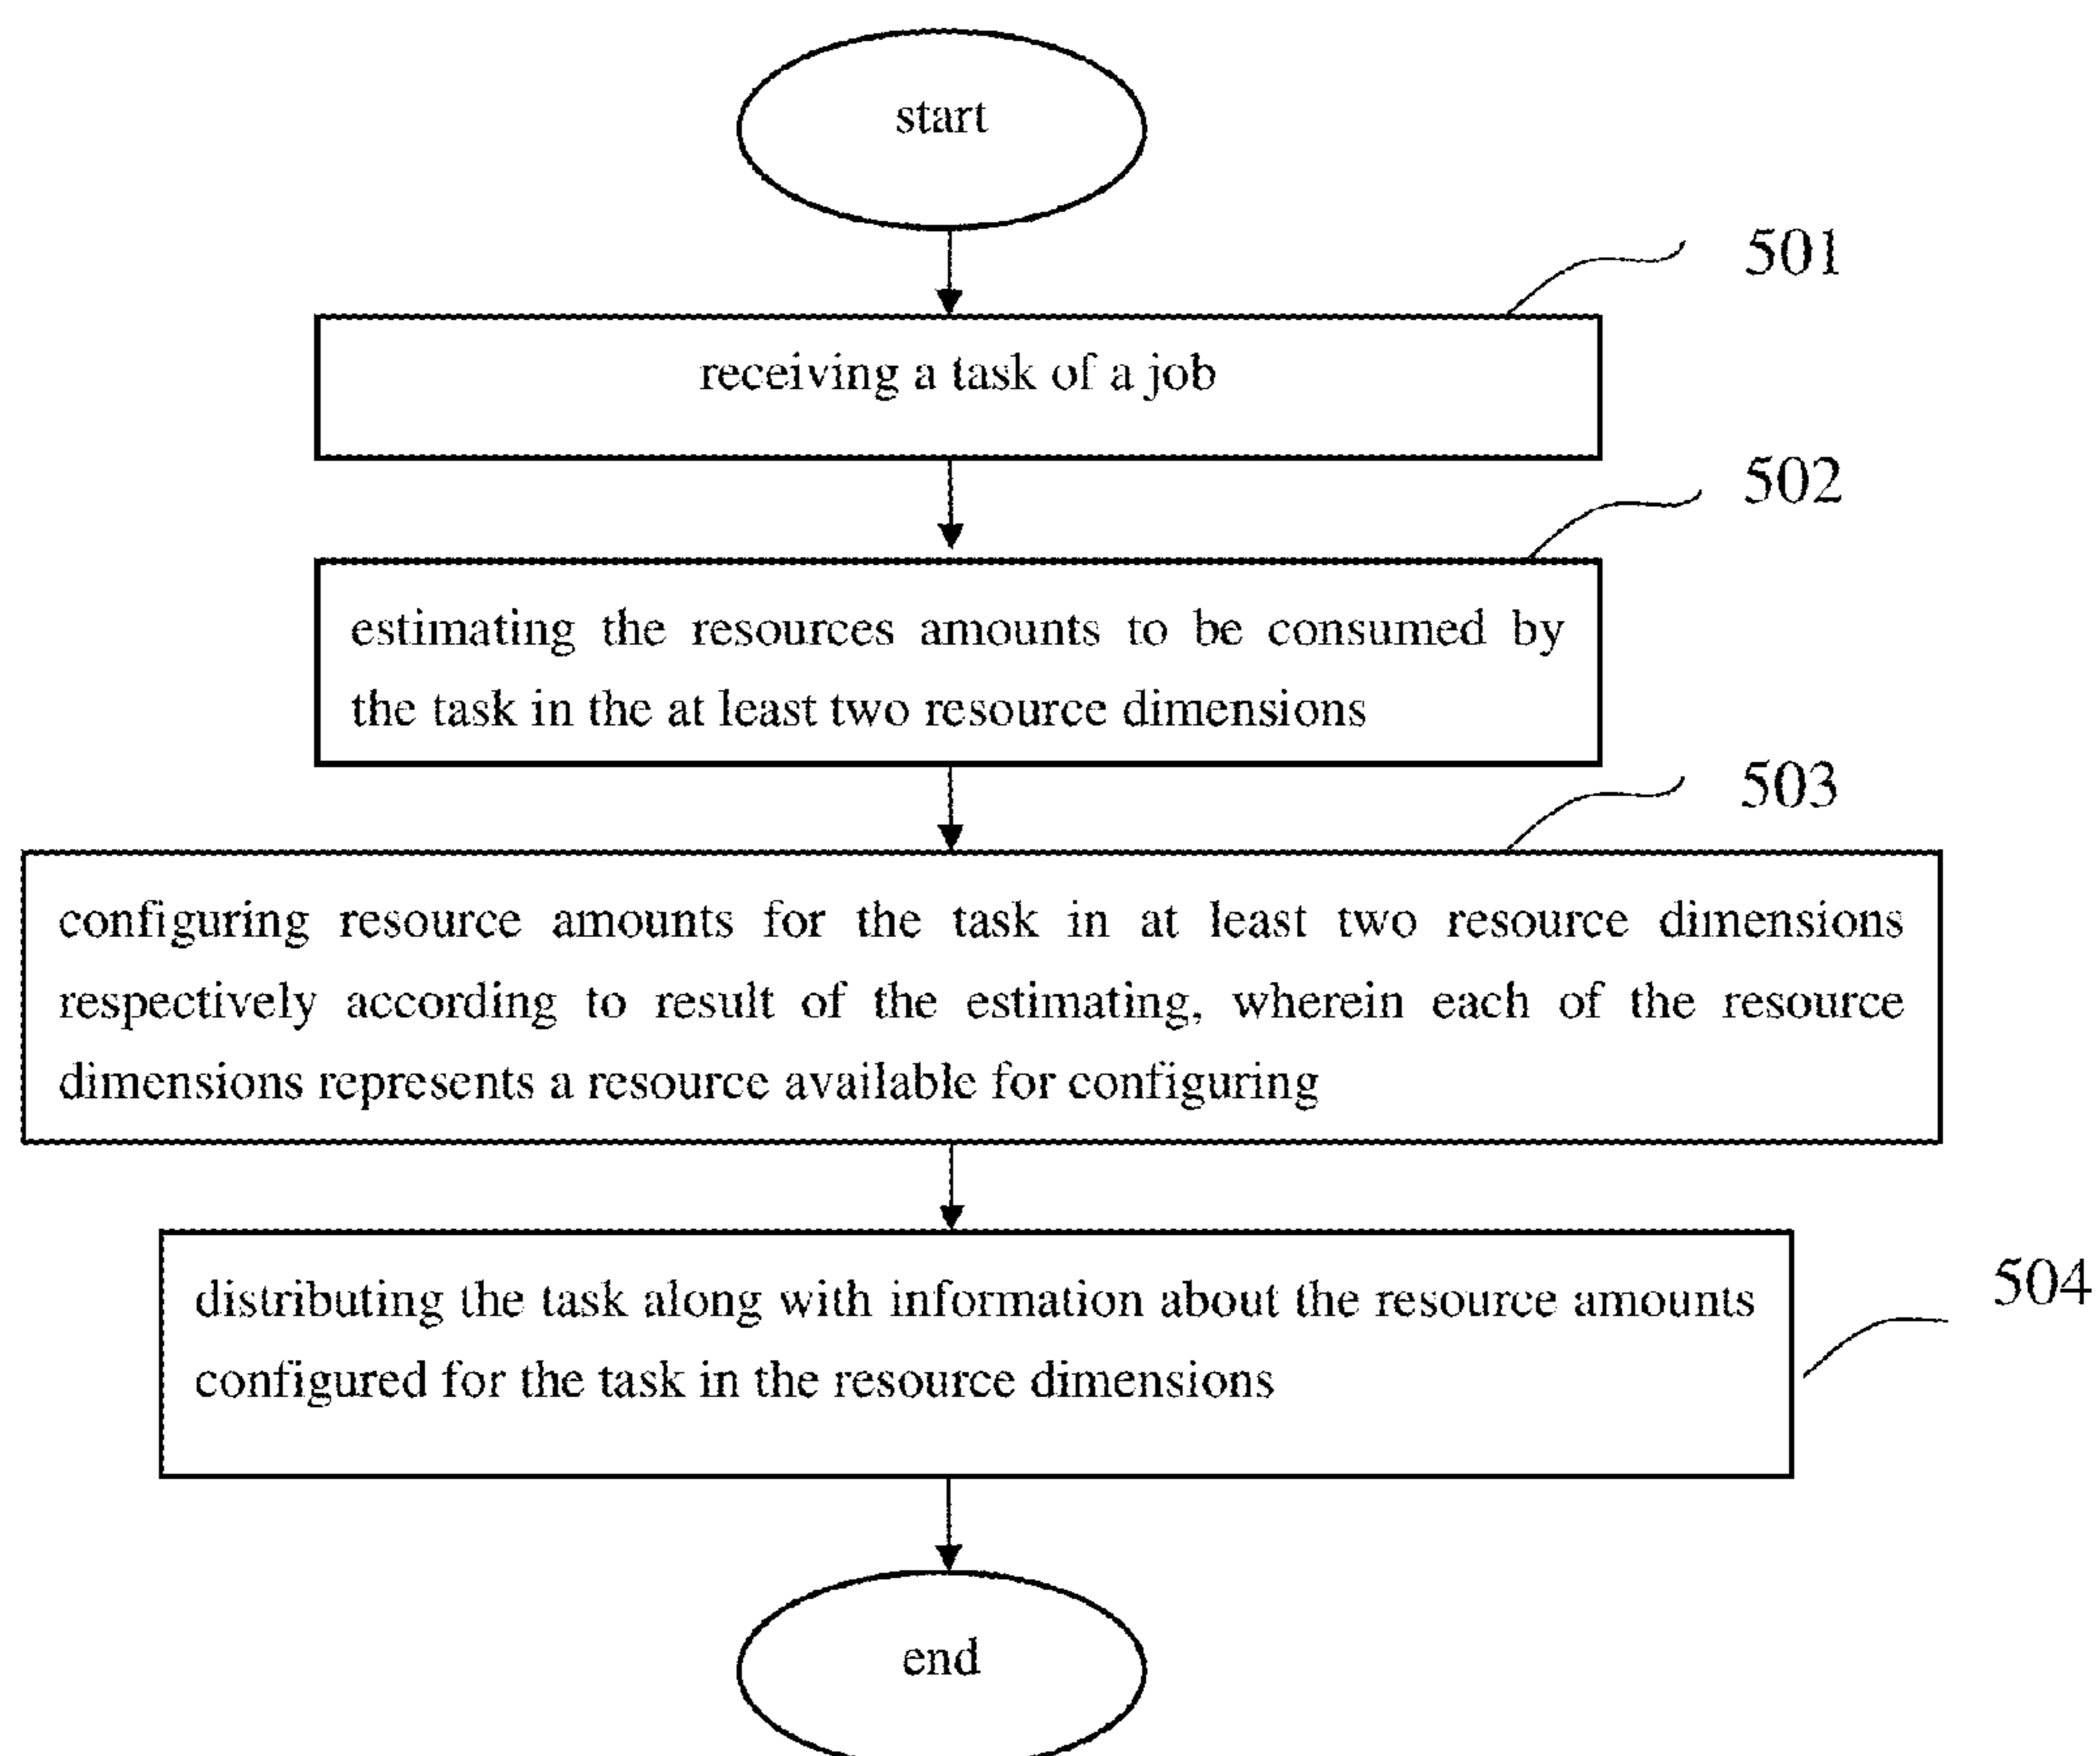 start
501
receiving a task of a job
502
estimating the resources amounts to be consumed by
the task in the at least two resource dimensions
503
configuring resource amounts for the task in at least two resource dimensions
respectively according to result of the estimating, wherein each of the resource
dimensions represents a resource available for configuring
504
distributing the task along with information about the resource amounts
configured for the task in the resource dimensions
end